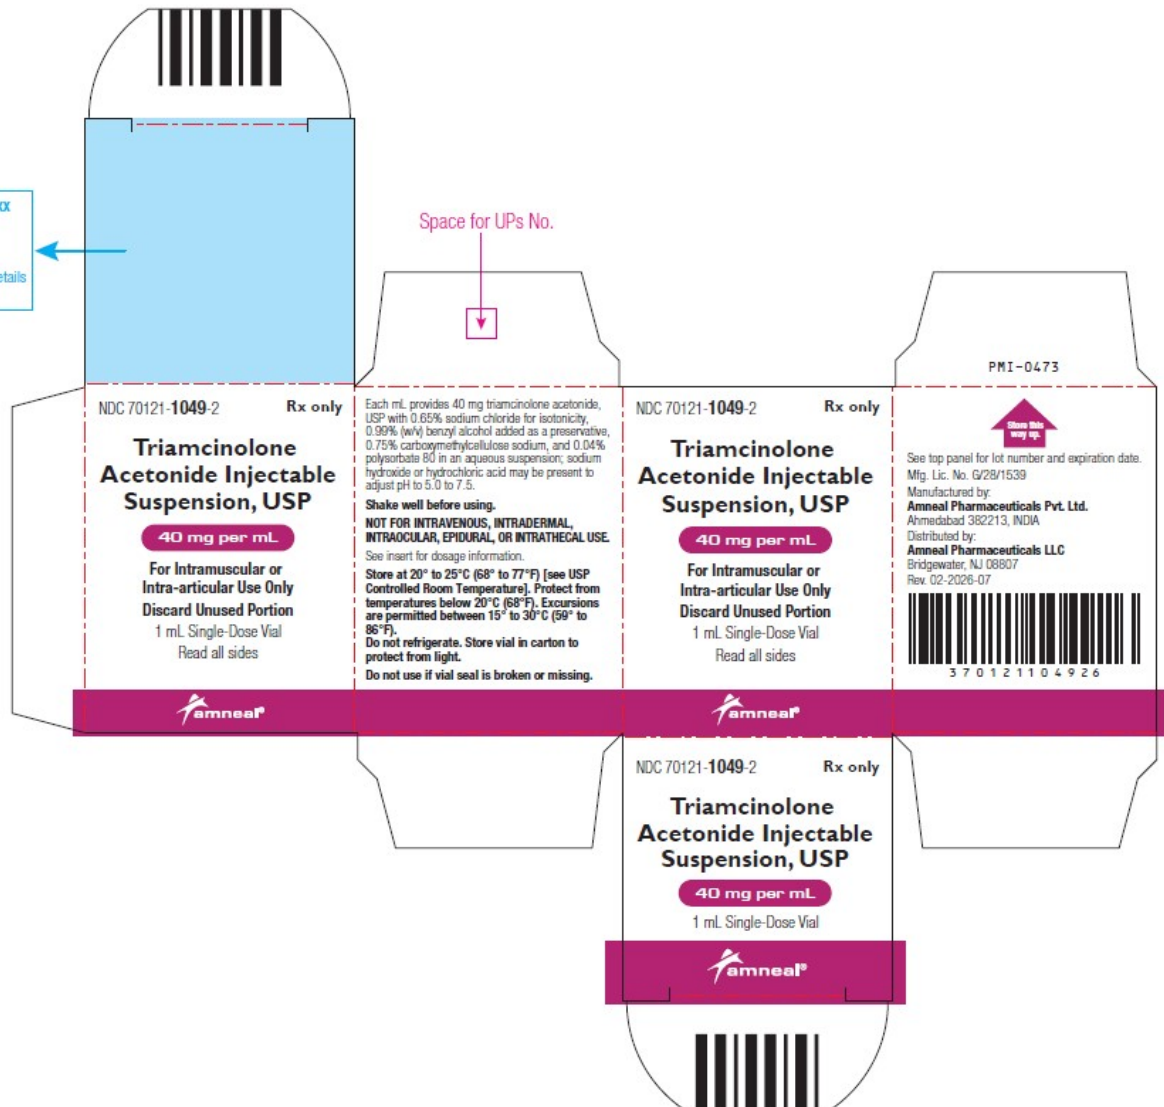 xx
etails
Space for UPs No.
PMI-0473
NDC 70121-1049-2 Rx only
Triamcinolone
Acetonide Injectable
Suspension, USP
40 mg per mL
For Intramuscular or
Intra-articular Use Only
Discard Unused Portion
1 mL Single-Dose Vial
Read all sides
amneal®
Each mL provides 40 mg triamcinolone acetonide,
USP with 0.65% sodium chloride for isotonicity,
0.99% (w/v) benzyl alcohol added as a preservative,
0.75% carboxymethylcellulose sodium, and 0.04%
polysorbate 80 in an aqueous suspension; sodium
hydroxide or hydrochloric acid may be present to
adjust pH to 5.0 to 7.5.
Shake well before using.
NOT FOR INTRAVENOUS, INTRADERMAL,
INTRAOCULAR, EPIDURAL, OR INTRATHECAL USE.
See insert for dosage information.
Store at 20° to 25°C (68° to 77°F) [see USP
Controlled Room Temperature]. Protect from
temperatures below 20°C (68°F). Excursions
are permitted between 15° to 30°C (59° to
86°F).
Do not refrigerate. Store vial in carton to
protect from light.
Do not use if vial seal is broken or missing.
NDC 70121-1049-2 Rx only
Triamcinolone
Acetonide Injectable
Suspension, USP
40 mg per mL
For Intramuscular or
Intra-articular Use Only
Discard Unused Portion
1 mL Single-Dose Vial
Read all sides
amneal®
Store this
way up.
See top panel for lot number and expiration date.
Mfg. Lic. No. G/28/1539
Manufactured by:
Amneal Pharmaceuticals Pvt. Ltd.
Ahmedabad 382213, INDIA
Distributed by:
Amneal Pharmaceuticals LLC
Bridgewater, NJ 08807
Rev. 02-2026-07
370121104926
NDC 70121-1049-2 Rx only
Triamcinolone
Acetonide Injectable
Suspension, USP
40 mg per mL
1 mL Single-Dose Vial
amneal®